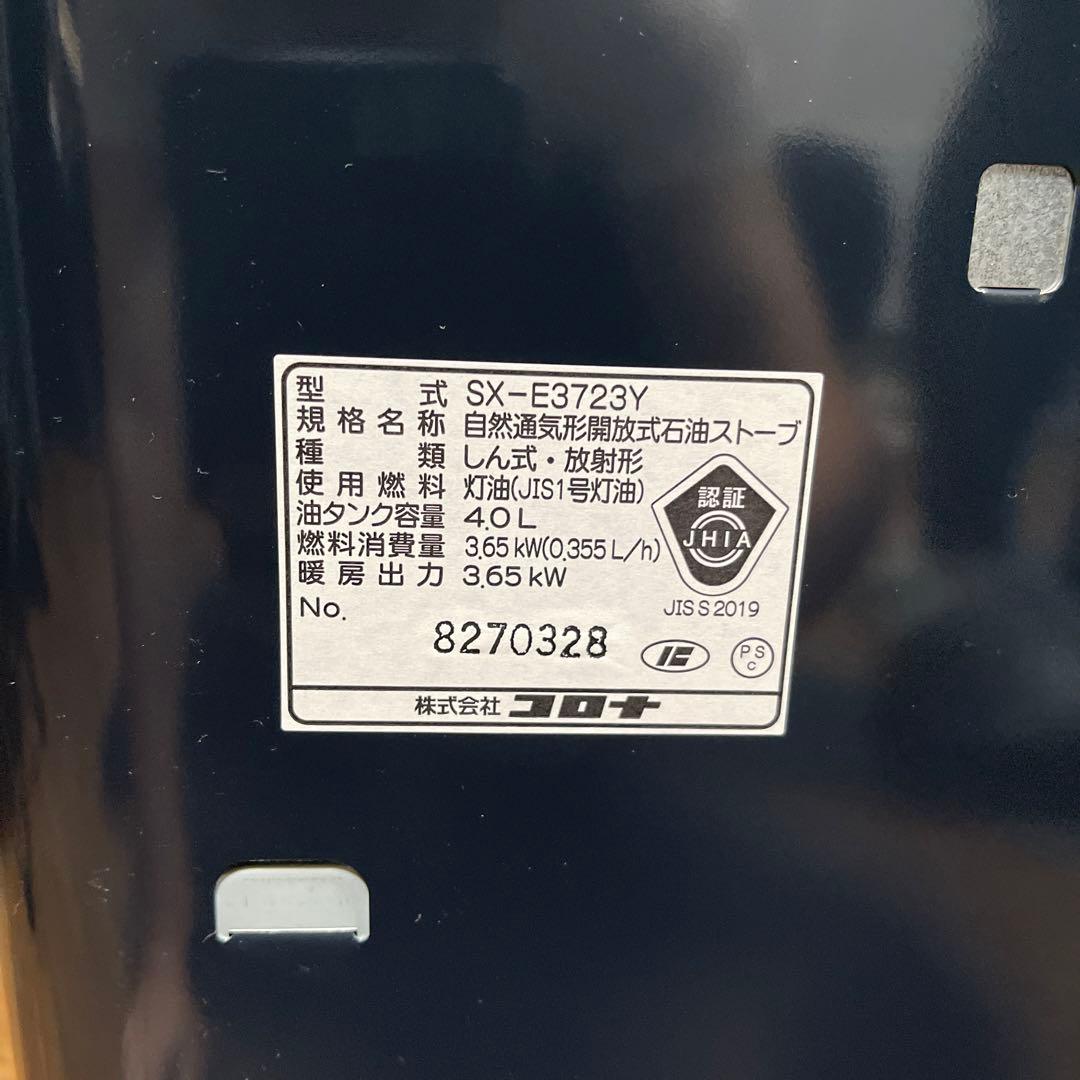 型式 SX-E3723Y
規格名称 自然通気形開放式石油ストーブ
種類 しん式・放射形
使用燃料 灯油(JIS1号灯油)
油タンク容量 4.0L
燃料消費量 3.65kW(0.355L/h)
暖房出力 3.65kW
認証
JHIA
JIS S 2019
No. 8270328
PS
C
株式会社 コロナ